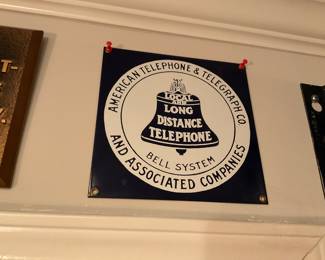 AMERICAN TELEPHONE & TELEGRAPH CO
LOCAL AND
LONG
DISTANCE
TELEPHONE
BELL SYSTEM
AND ASSOCIATED COMPANIES